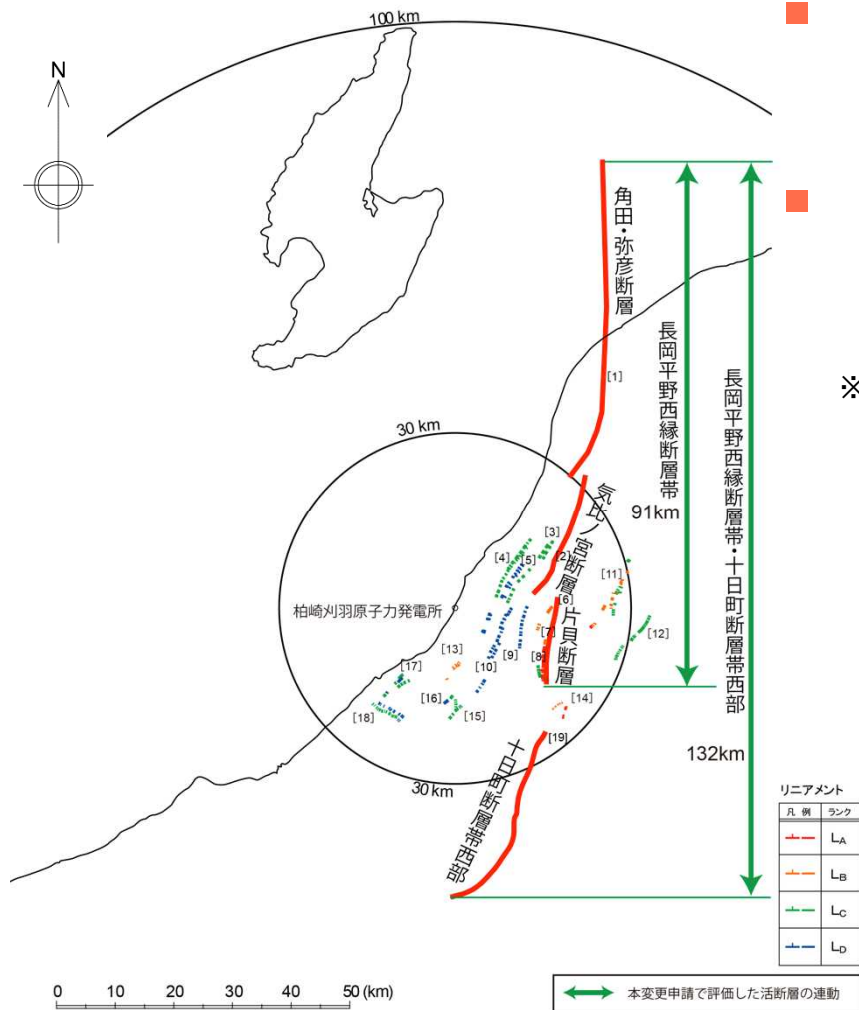 100 km
N
角田・弥彦断層
[1]
長岡平野西縁断層帯
長岡平野西縁断層帯・十日町断層帯西部
※
30 km
気比ノ宮断層
91km
[3]
[4]
[5]
[2]
[11]
柏崎刈羽原子力発電所
[6]
片貝断層
[7]
[12]
[13]
[9]
[8]
[10]
[17]
[16]
[14]
[18]
[15]
[19]
132km
30 km
十日町断層帯西部
リニアメント
凡 例 ランク
LA
LB
LC
LD
0 10 20 30 40 50 (km)
本変更申請で評価した活断層の連動